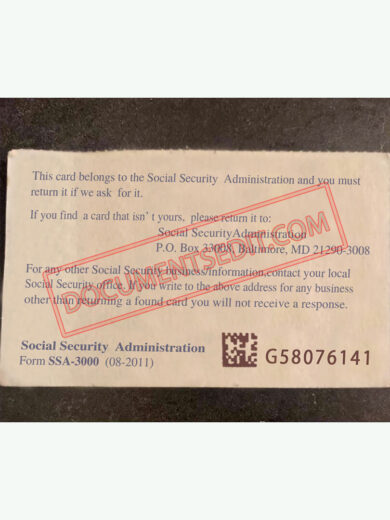 This card belongs to the Social Security Administration and you must
return it if we ask for it.
If you find a card that isn' t yours, please return it to:
Social SecurityAdministration
P.O. Box 33008, Baltimore, MD 21290-3008
For any other Social Security business/information,contact your local
Social Security office. If you write to the above address for any business
other than returning a found card you will not receive a response.
DOCUMENTSEDIT.COM
Social Security Administration
Form SSA-3000 (08-2011)
G58076141